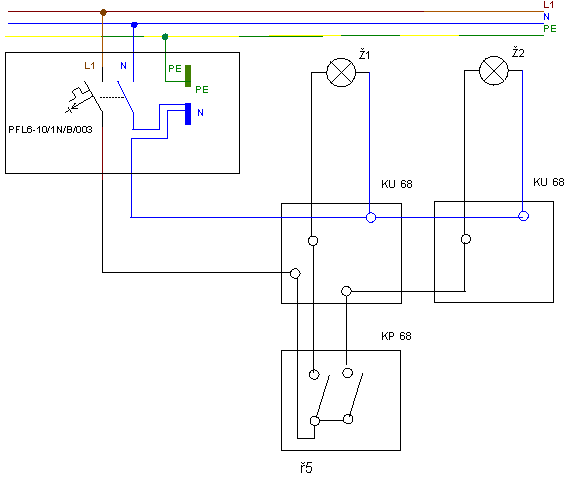 L1
N
PE
L1
N
PE
PE
N
PFL6-10/1N/B/003
Ž1
Ž2
KU 68
KU 68
KP 68
ř5